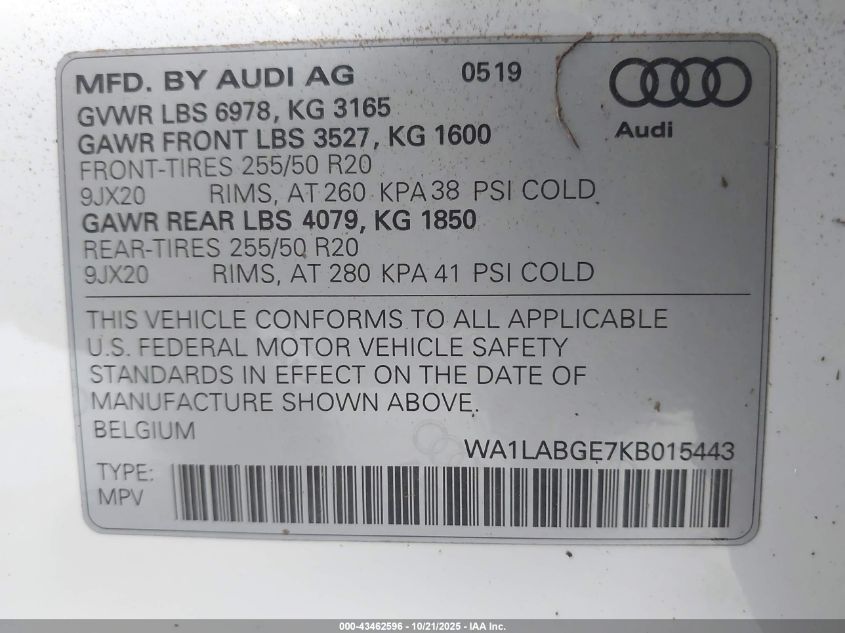 MFD. BY AUDI AG 0519
Audi
GVWR LBS 6978, KG 3165
GAWR FRONT LBS 3527, KG 1600
FRONT-TIRES 255/50 R20
9JX20 RIMS, AT 260 KPA 38 PSI COLD
GAWR REAR LBS 4079, KG 1850
REAR-TIRES 255/50 R20
9JX20 RIMS, AT 280 KPA 41 PSI COLD
THIS VEHICLE CONFORMS TO ALL APPLICABLE
U.S. FEDERAL MOTOR VEHICLE SAFETY
STANDARDS IN EFFECT ON THE DATE OF
MANUFACTURE SHOWN ABOVE.
BELGIUM
WA1LABGE7KB015443
TYPE:
MPV
000-43462596 - 10/21/2025 - IAA Inc.